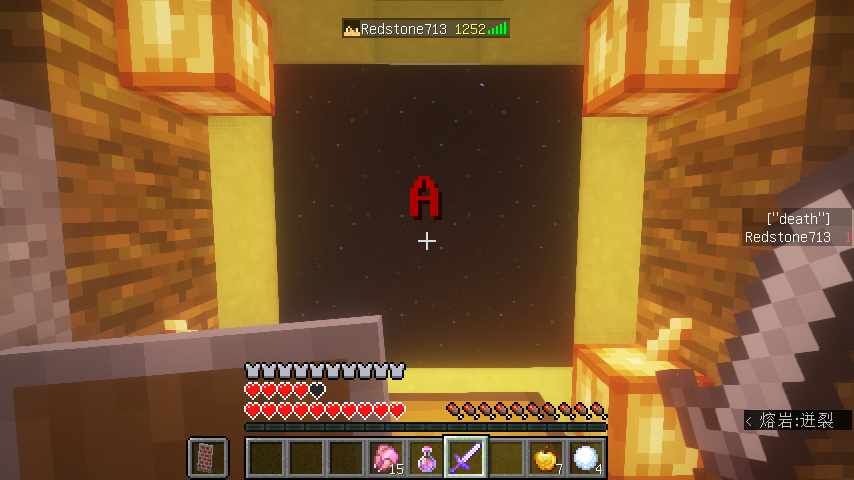 Redstone713 1252
A
["death"]
Redstone713 1
< 熔岩:迸裂
15
7
4